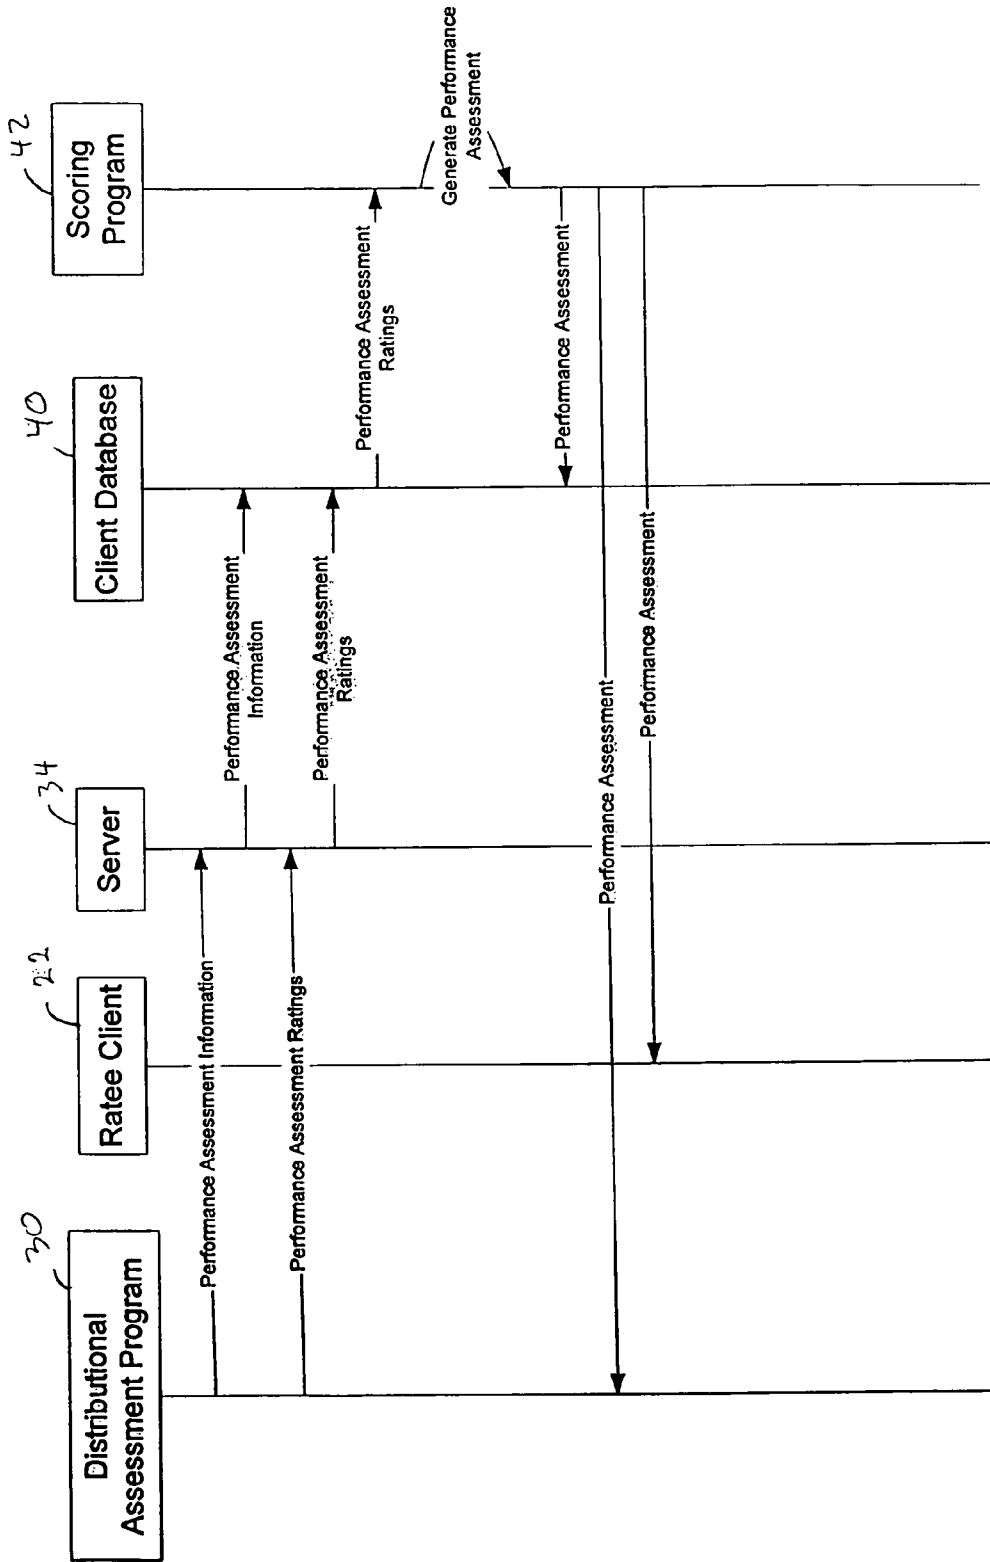 30
Distributional
Assessment Program
22
Ratee Client
34
Server
40
Client Database
42
Scoring
Program
Performance Assessment Information
Performance Assessment
Information
Performance Assessment Ratings
Performance Assessment
Ratings
Performance Assessment
Ratings
Generate Performance
Assessment
Performance Assessment
Performance Assessment
Performance Assessment